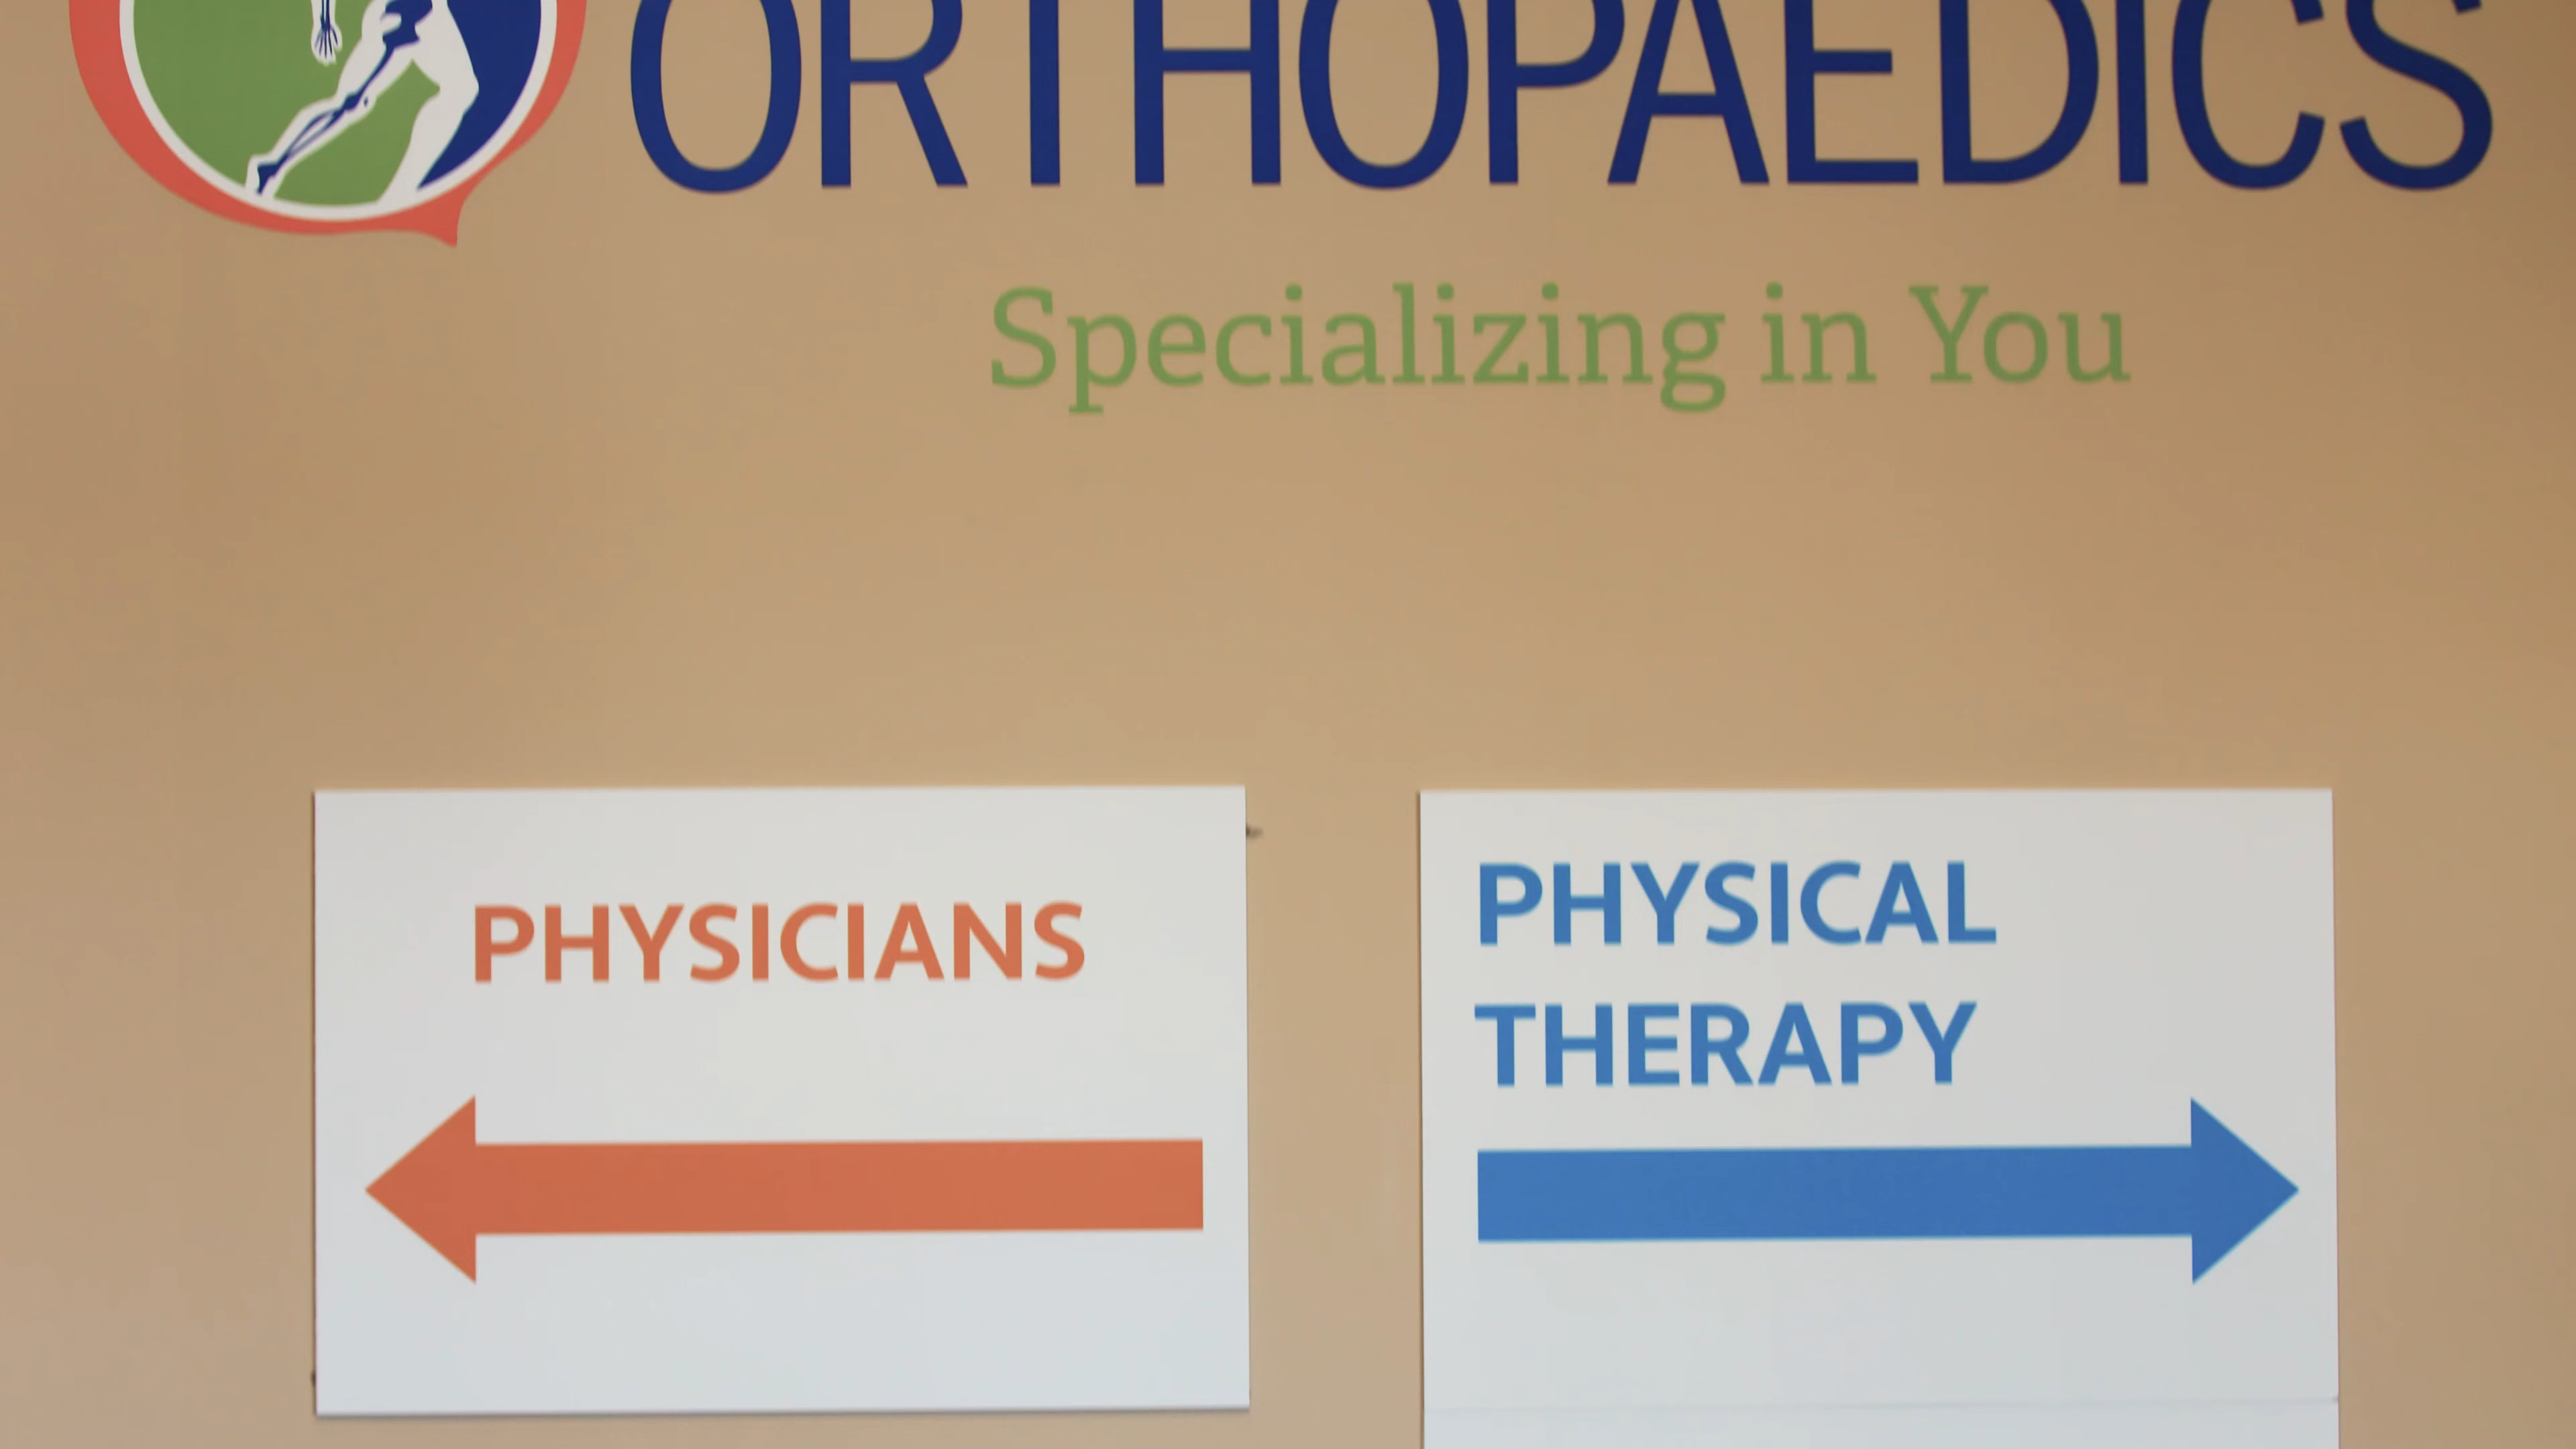 ORTHOPAEDICS
Specializing in You
PHYSICIANS
PHYSICAL
THERAPY